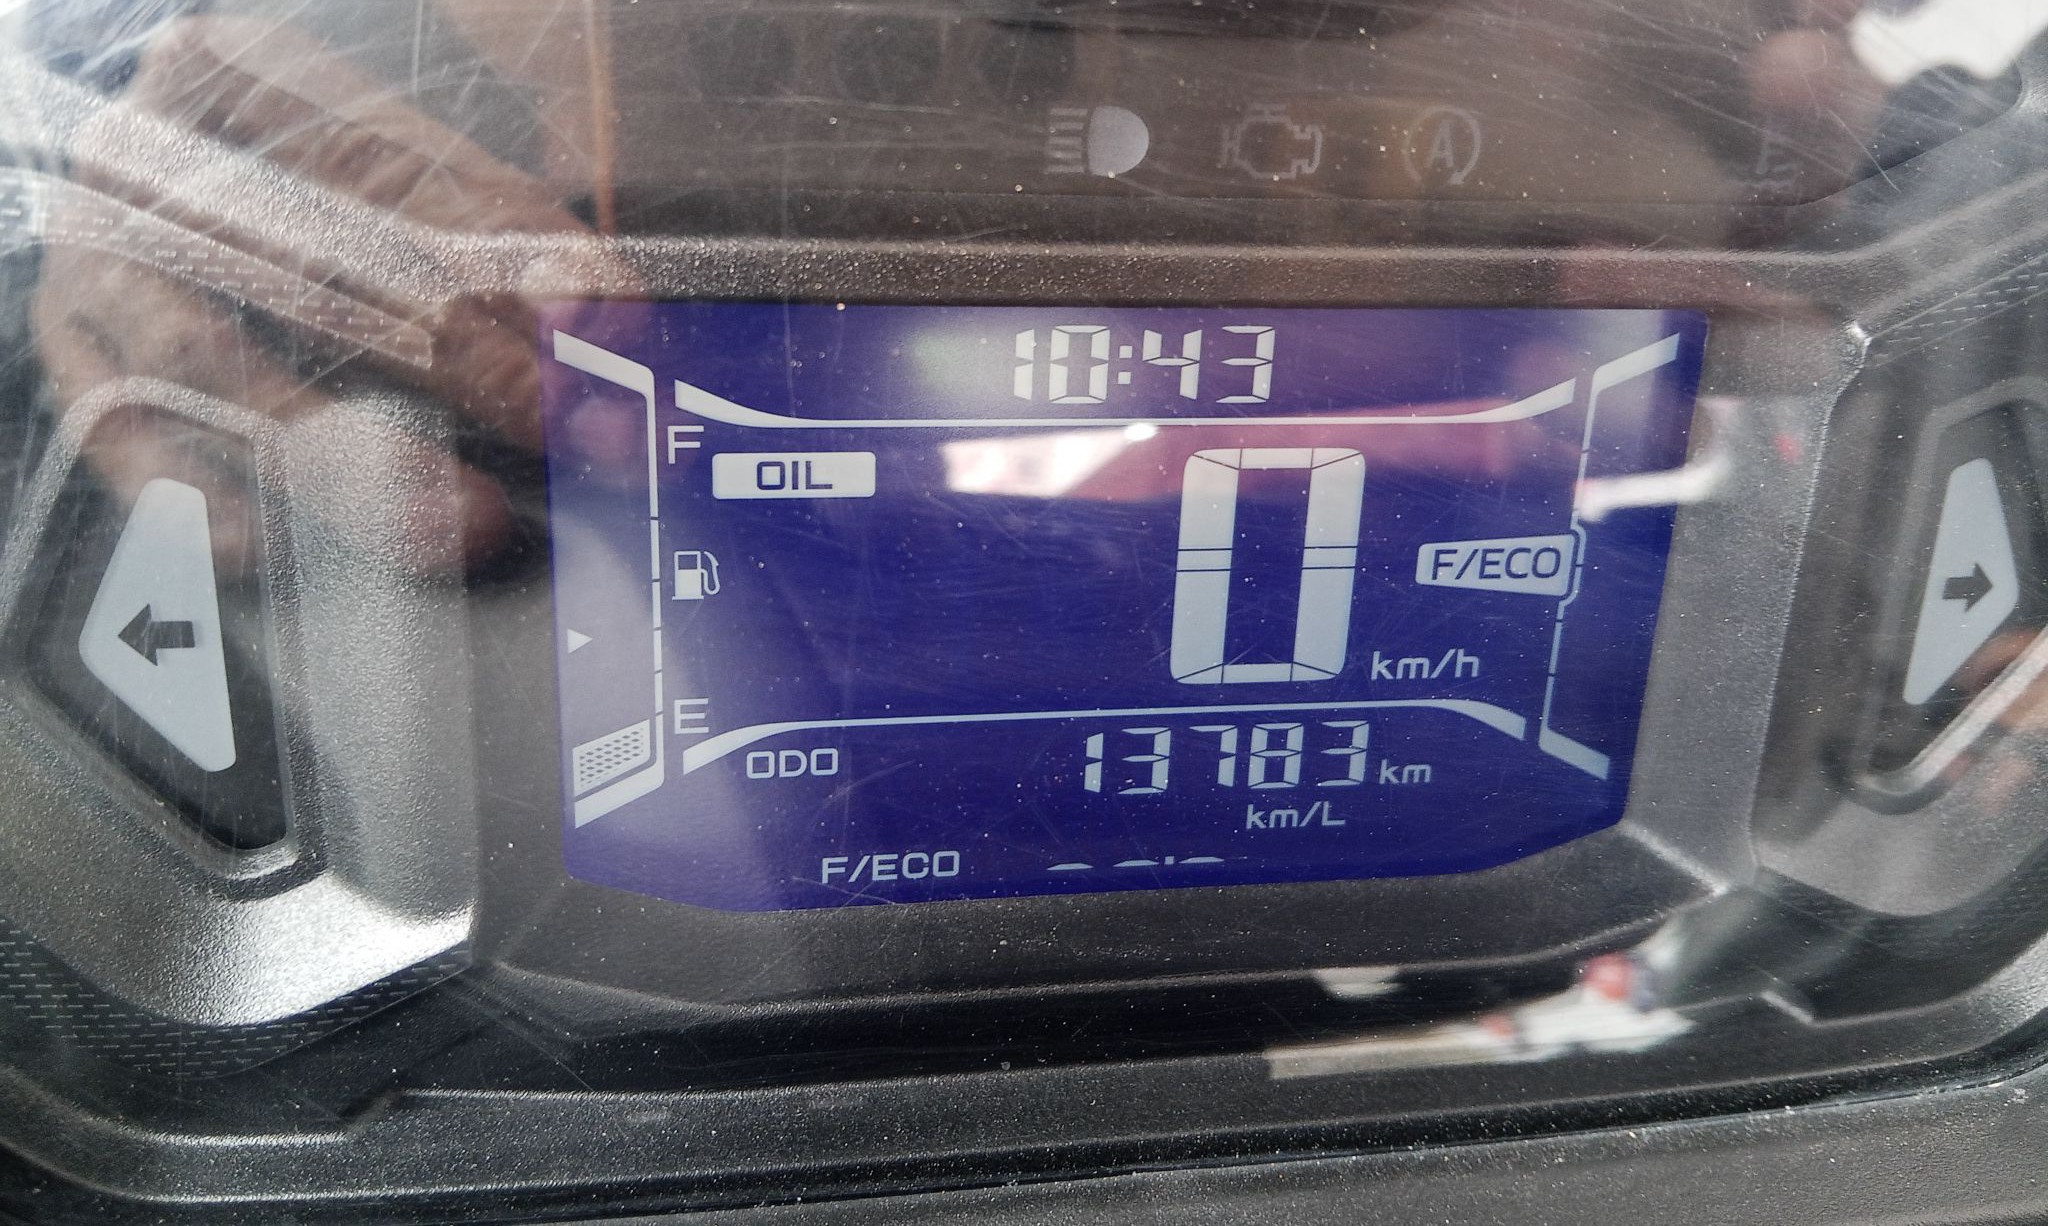 A
10:43
F
OIL
0
F/ECO
km/h
E
ODO 13783 km
km/L
F/ECO -- --.--